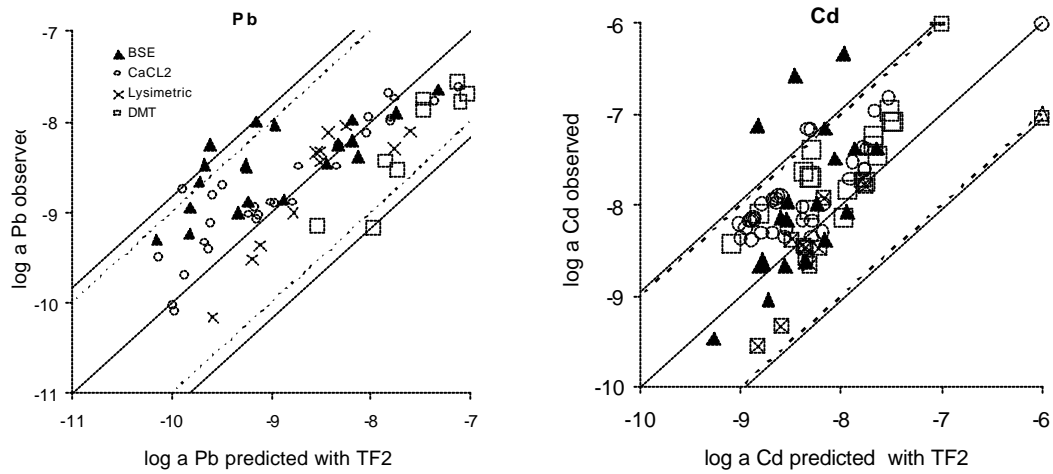 Pb
-7
-8
-9
-10
-11
-11
-10
-9
-8
-7
BSE
CaCL2
Lysimetric
DMT
log a Pb observed
log a Pb predicted with TF2
Cd
-6
-7
-8
-9
-10
-10
-9
-8
-7
-6
log a Cd observed
log a Cd predicted with TF2